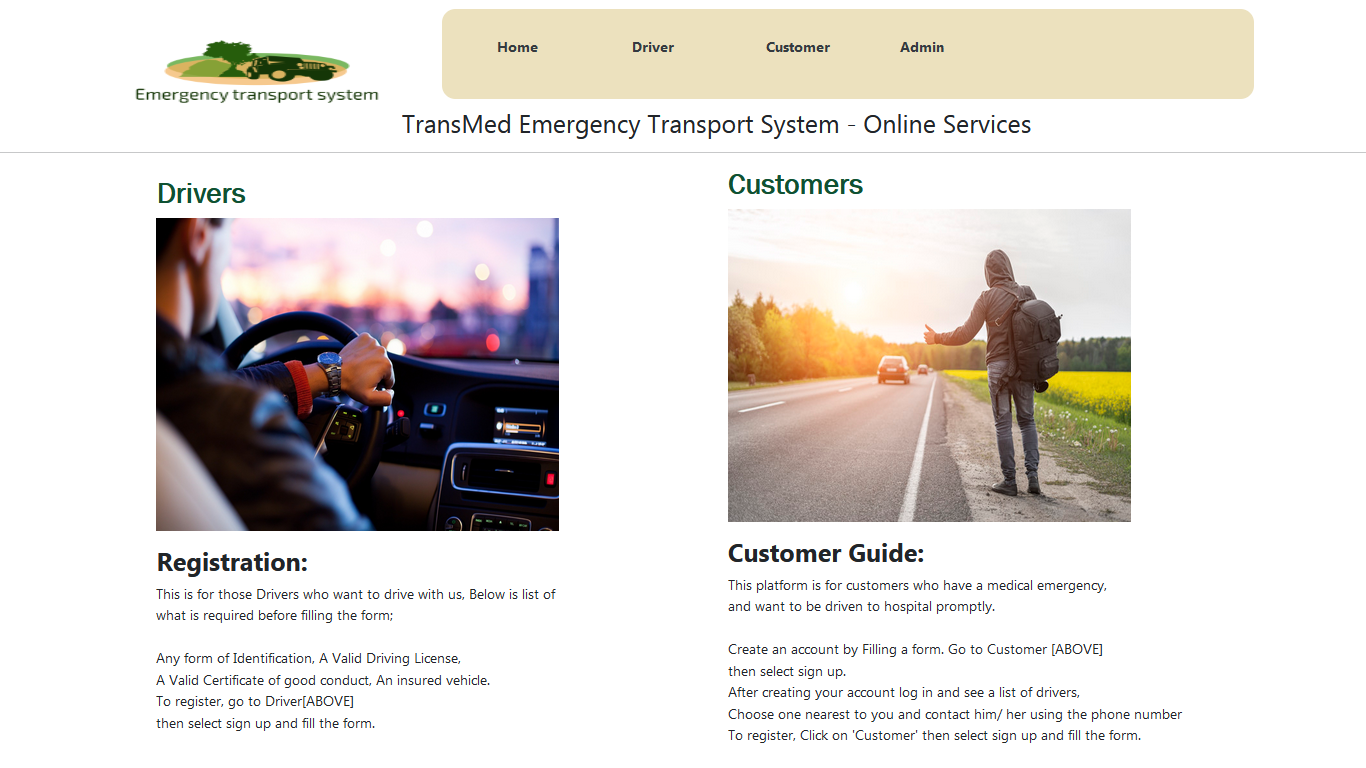 Home Driver Customer Admin
Emergency transport system
TransMed Emergency Transport System - Online Services
Drivers
Registration:
This is for those Drivers who want to drive with us, Below is list of
what is required before filling the form;
Any form of Identification, A Valid Driving License,
A Valid Certificate of good conduct, An insured vehicle.
To register, go to Driver[ABOVE]
then select sign up and fill the form.
Customers
Customer Guide:
This platform is for customers who have a medical emergency,
and want to be driven to hospital promptly.
Create an account by Filling a form. Go to Customer [ABOVE]
then select sign up.
After creating your account log in and see a list of drivers,
Choose one nearest to you and contact him/ her using the phone number
To register, Click on 'Customer' then select sign up and fill the form.